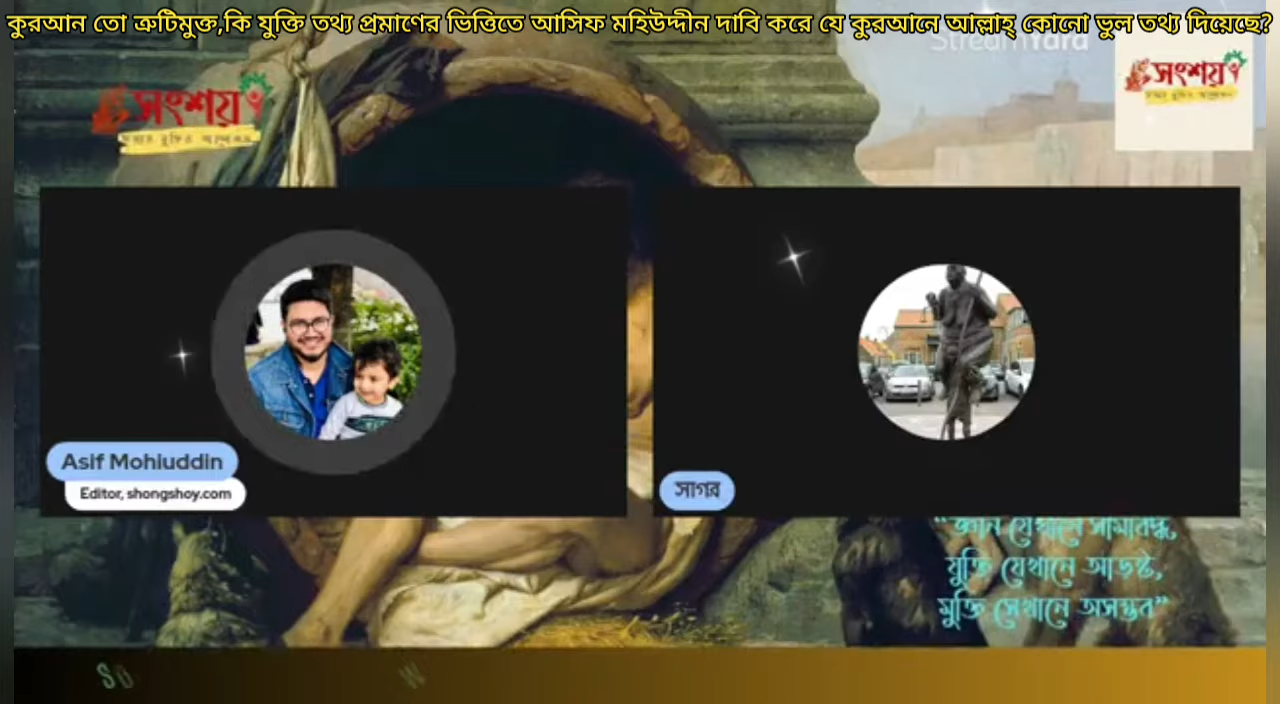 কুরআন তো ত্রুটিমুক্ত,কি যুক্তি তথ্য প্রমাণের ভিত্তিতে আসিফ মহিউদ্দীন দাবি করে যে কুরআনে আল্লাহ্ কোনো ভুল তথ্য দিয়েছে?
StreamYard
সংশয়
সংশয়
Asif Mohiuddin
Editor, shongshoy.com
সাগর
“জ্ঞান যেখানে সীমাবদ্ধ,
যুক্তি যেখানে আড়ষ্ট,
মুক্তি সেখানে অসম্ভব”